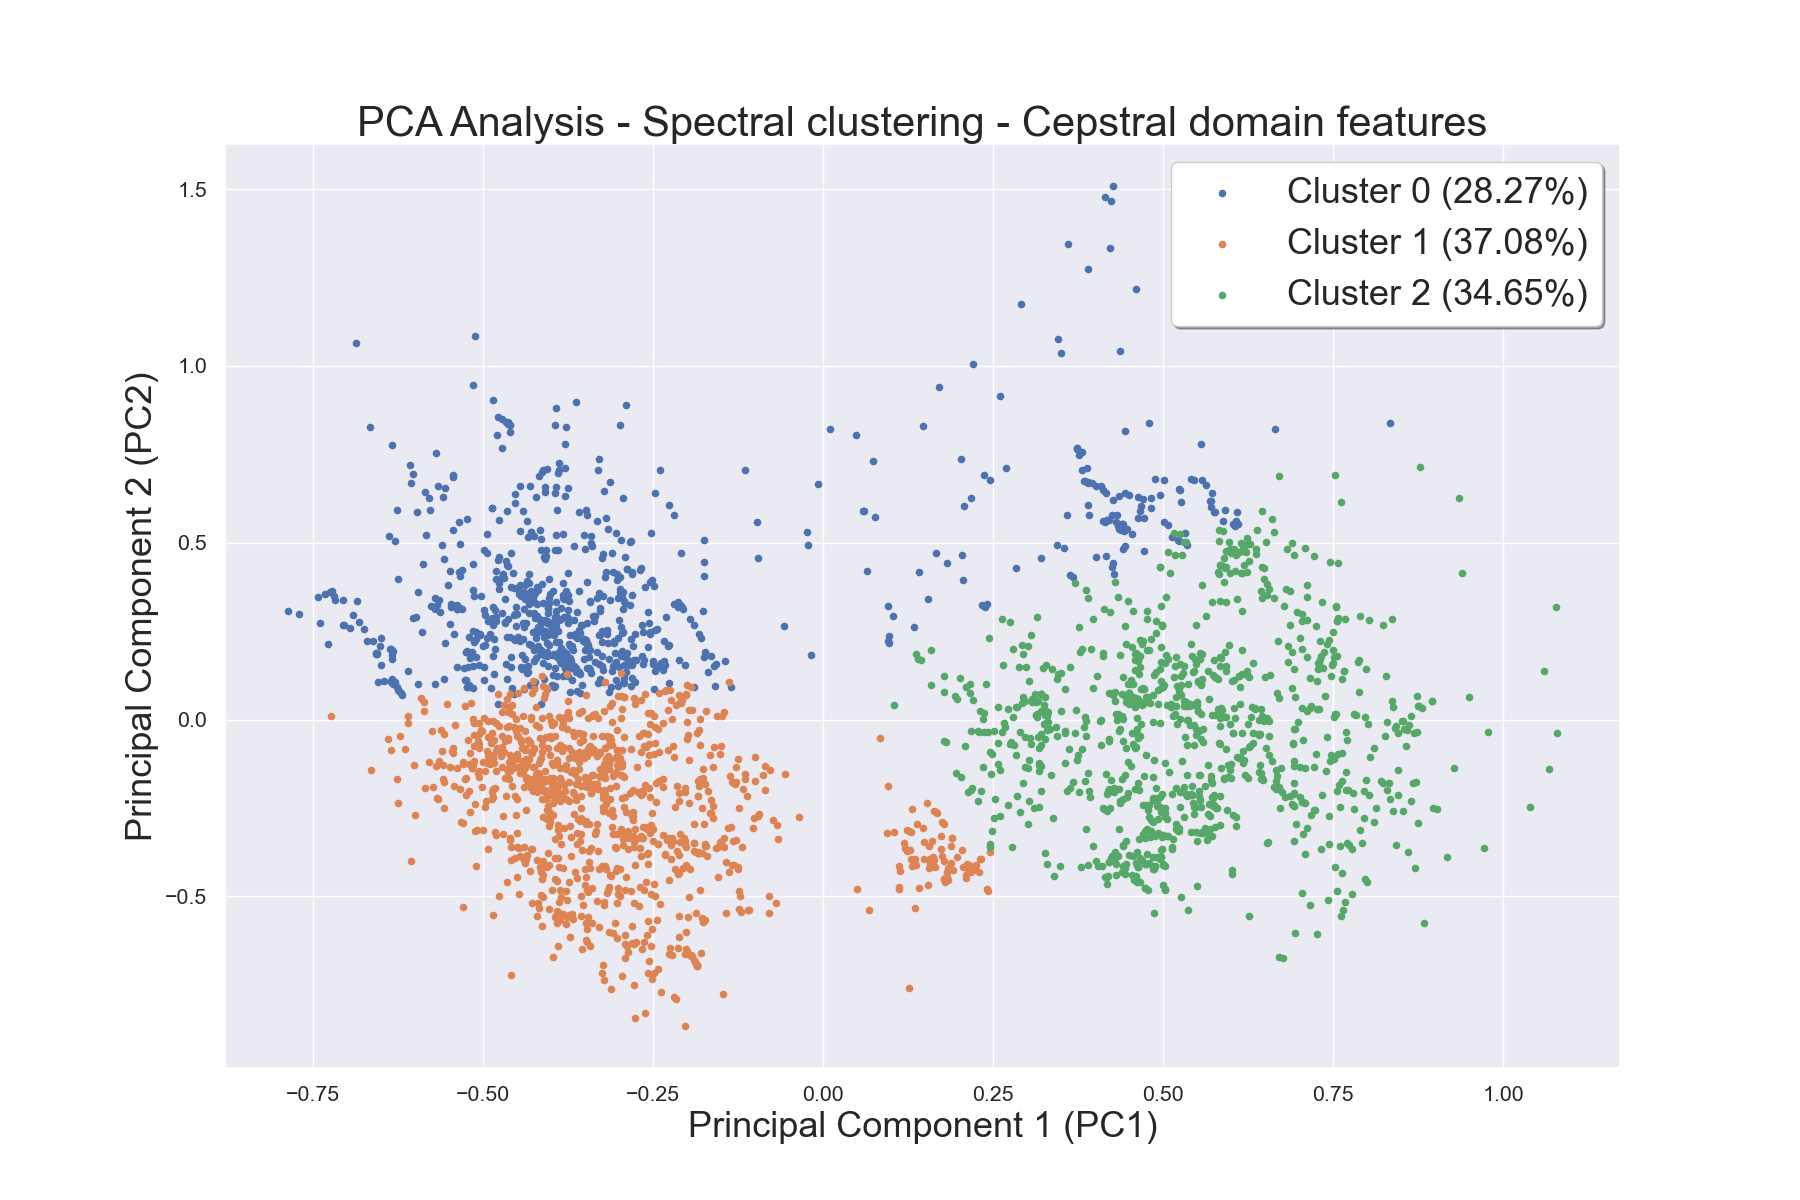 PCA Analysis - Spectral clustering - Cepstral domain features
Cluster 0 (28.27%)
Cluster 1 (37.08%)
Cluster 2 (34.65%)
Principal Component 2 (PC2)
1.5
1.0
0.5
0.0
−0.5
−0.75
−0.50
−0.25
0.00
0.25
0.50
0.75
1.00
Principal Component 1 (PC1)